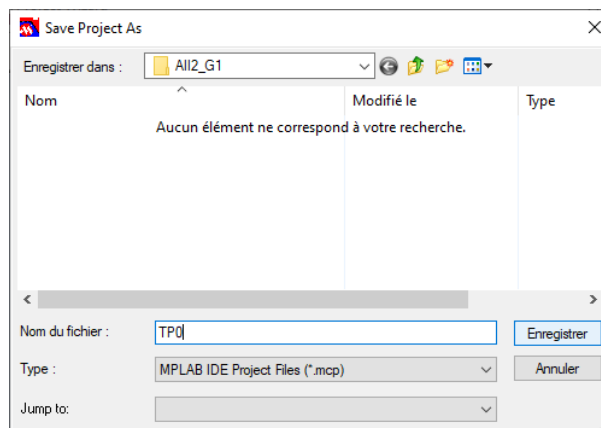 Save Project As
Enregistrer dans :
All2_G1
Nom Modifié le Type
Aucun élément ne correspond à votre recherche.
Nom du fichier : TP0 Enregistrer
Type : MPLAB IDE Project Files (*.mcp) Annuler
Jump to: